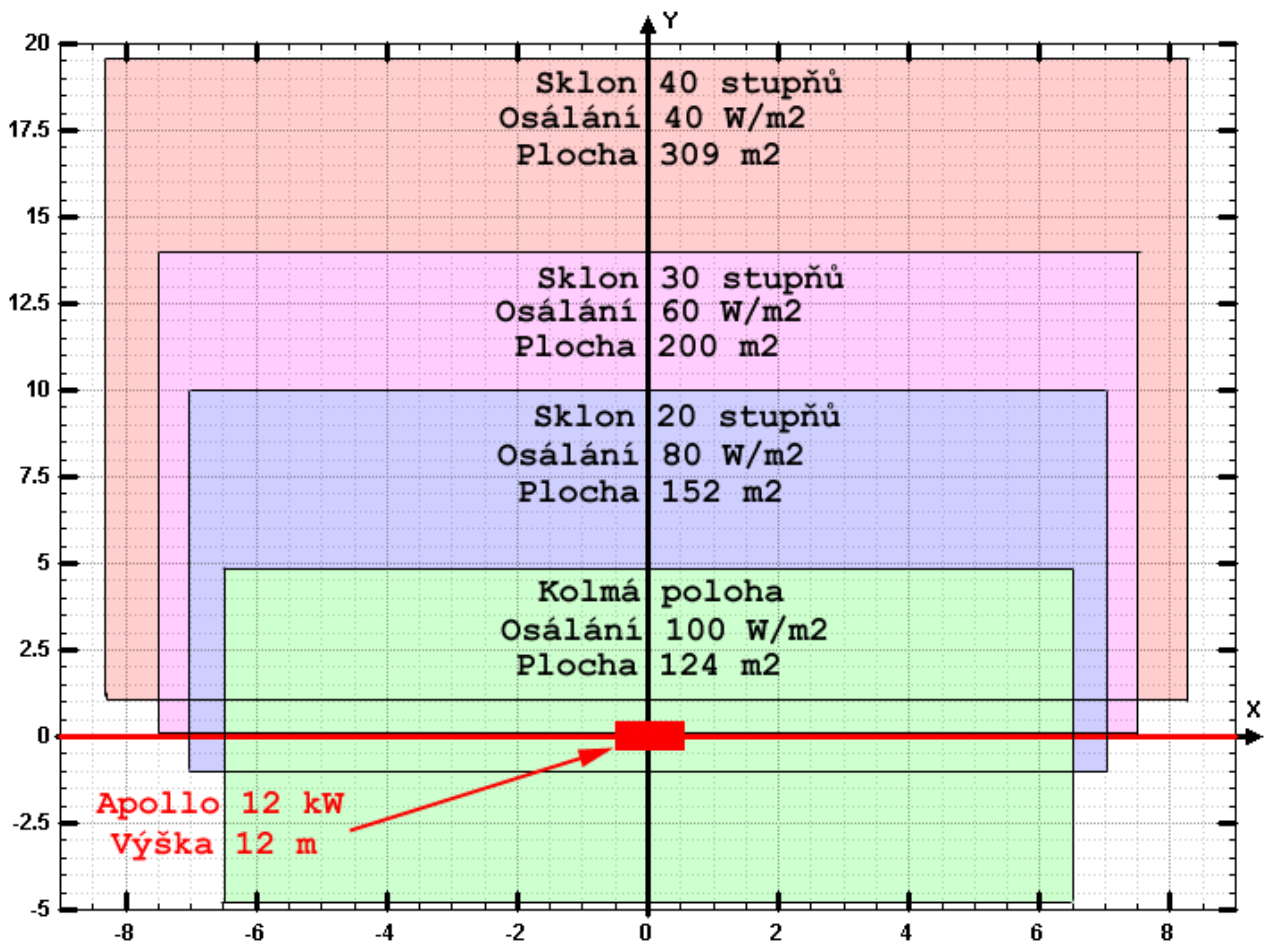 Y
20
Sklon 40 stupňů
Osálání 40 W/m2
17.5
Plocha 309 m2
15
Sklon 30 stupňů
12.5
Osálání 60 W/m2
Plocha 200 m2
10
Sklon 20 stupňů
Osálání 80 W/m2
7.5
Plocha 152 m2
5
Kolmá poloha
Osálání 100 W/m2
2.5
Plocha 124 m2
X
0
Apollo 12 kW
-2.5
Výška 12 m
-5
-8 -6 -4 -2 0 2 4 6 8